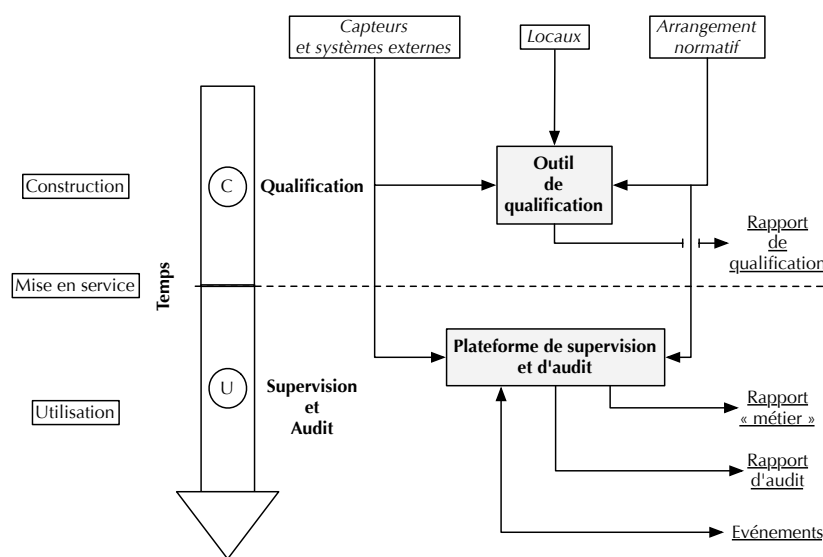 Capteurs
et systèmes externes
Locaux
Arrangement
normatif
Construction
C
Qualification
Outil
de
qualification
Rapport
de
qualification
Mise en service
Temps
Plateforme de supervision
et d'audit
Utilisation
U
Supervision
et
Audit
Rapport
« métier »
Rapport
d'audit
Evénements